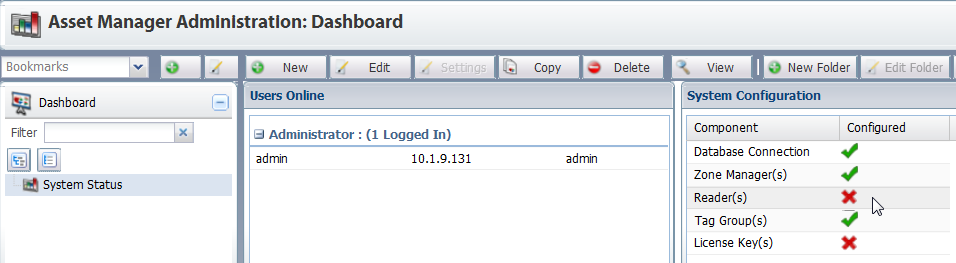 Asset Manager Administration: Dashboard
Bookmarks New Edit Settings Copy Delete View New Folder Edit Folder
Dashboard
Filter
System Status
Users Online
Administrator : (1 Logged In)
admin 10.1.9.131 admin
System Configuration
Component Configured
Database Connection
Zone Manager(s)
Reader(s)
Tag Group(s)
License Key(s)